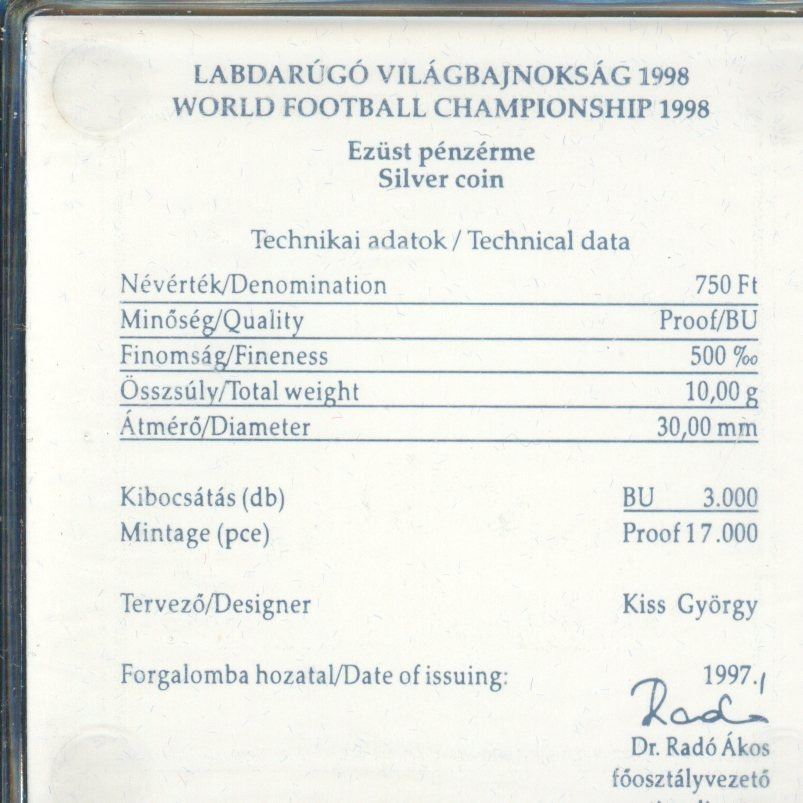 LABDARÚGÓ VILÁGBAJNOKSÁG 1998
WORLD FOOTBALL CHAMPIONSHIP 1998
Ezüst pénzérme
Silver coin
Technikai adatok / Technical data
Névérték/Denomination 750 Ft
Minőség/Quality Proof/BU
Finomság/Fineness 500 ‰
Összsúly/Total weight 10,00 g
Átmérő/Diameter 30,00 mm
Kibocsátás (db) BU 3.000
Mintage (pce) Proof 17.000
Tervező/Designer Kiss György
Forgalomba hozatal/Date of issuing: 1997.
Radó
Dr. Radó Ákos
főosztályvezető